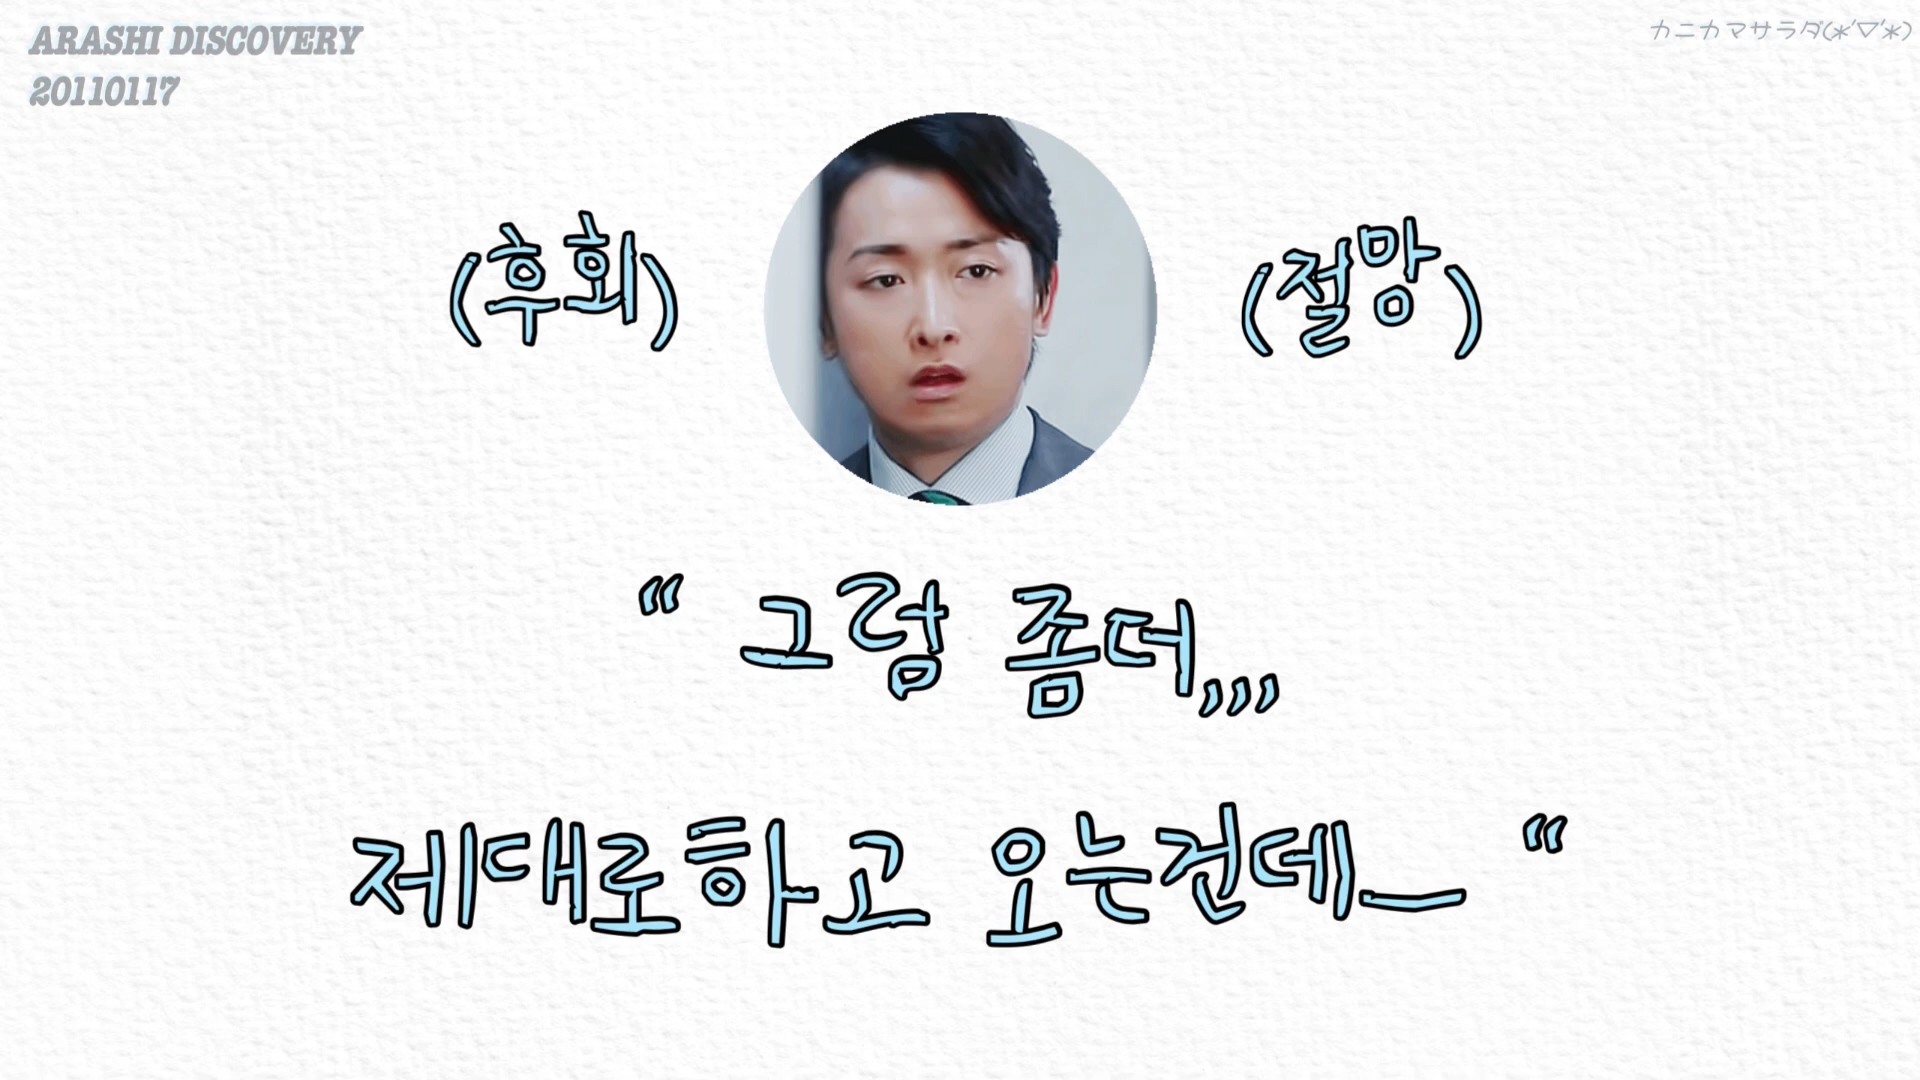 ARASHI DISCOVERY
20110117
カニカマサラダ(*´▽`*)
(후회)
(절망)
“ 그럼 좀더,,,
제대로하고 오는건데_ “